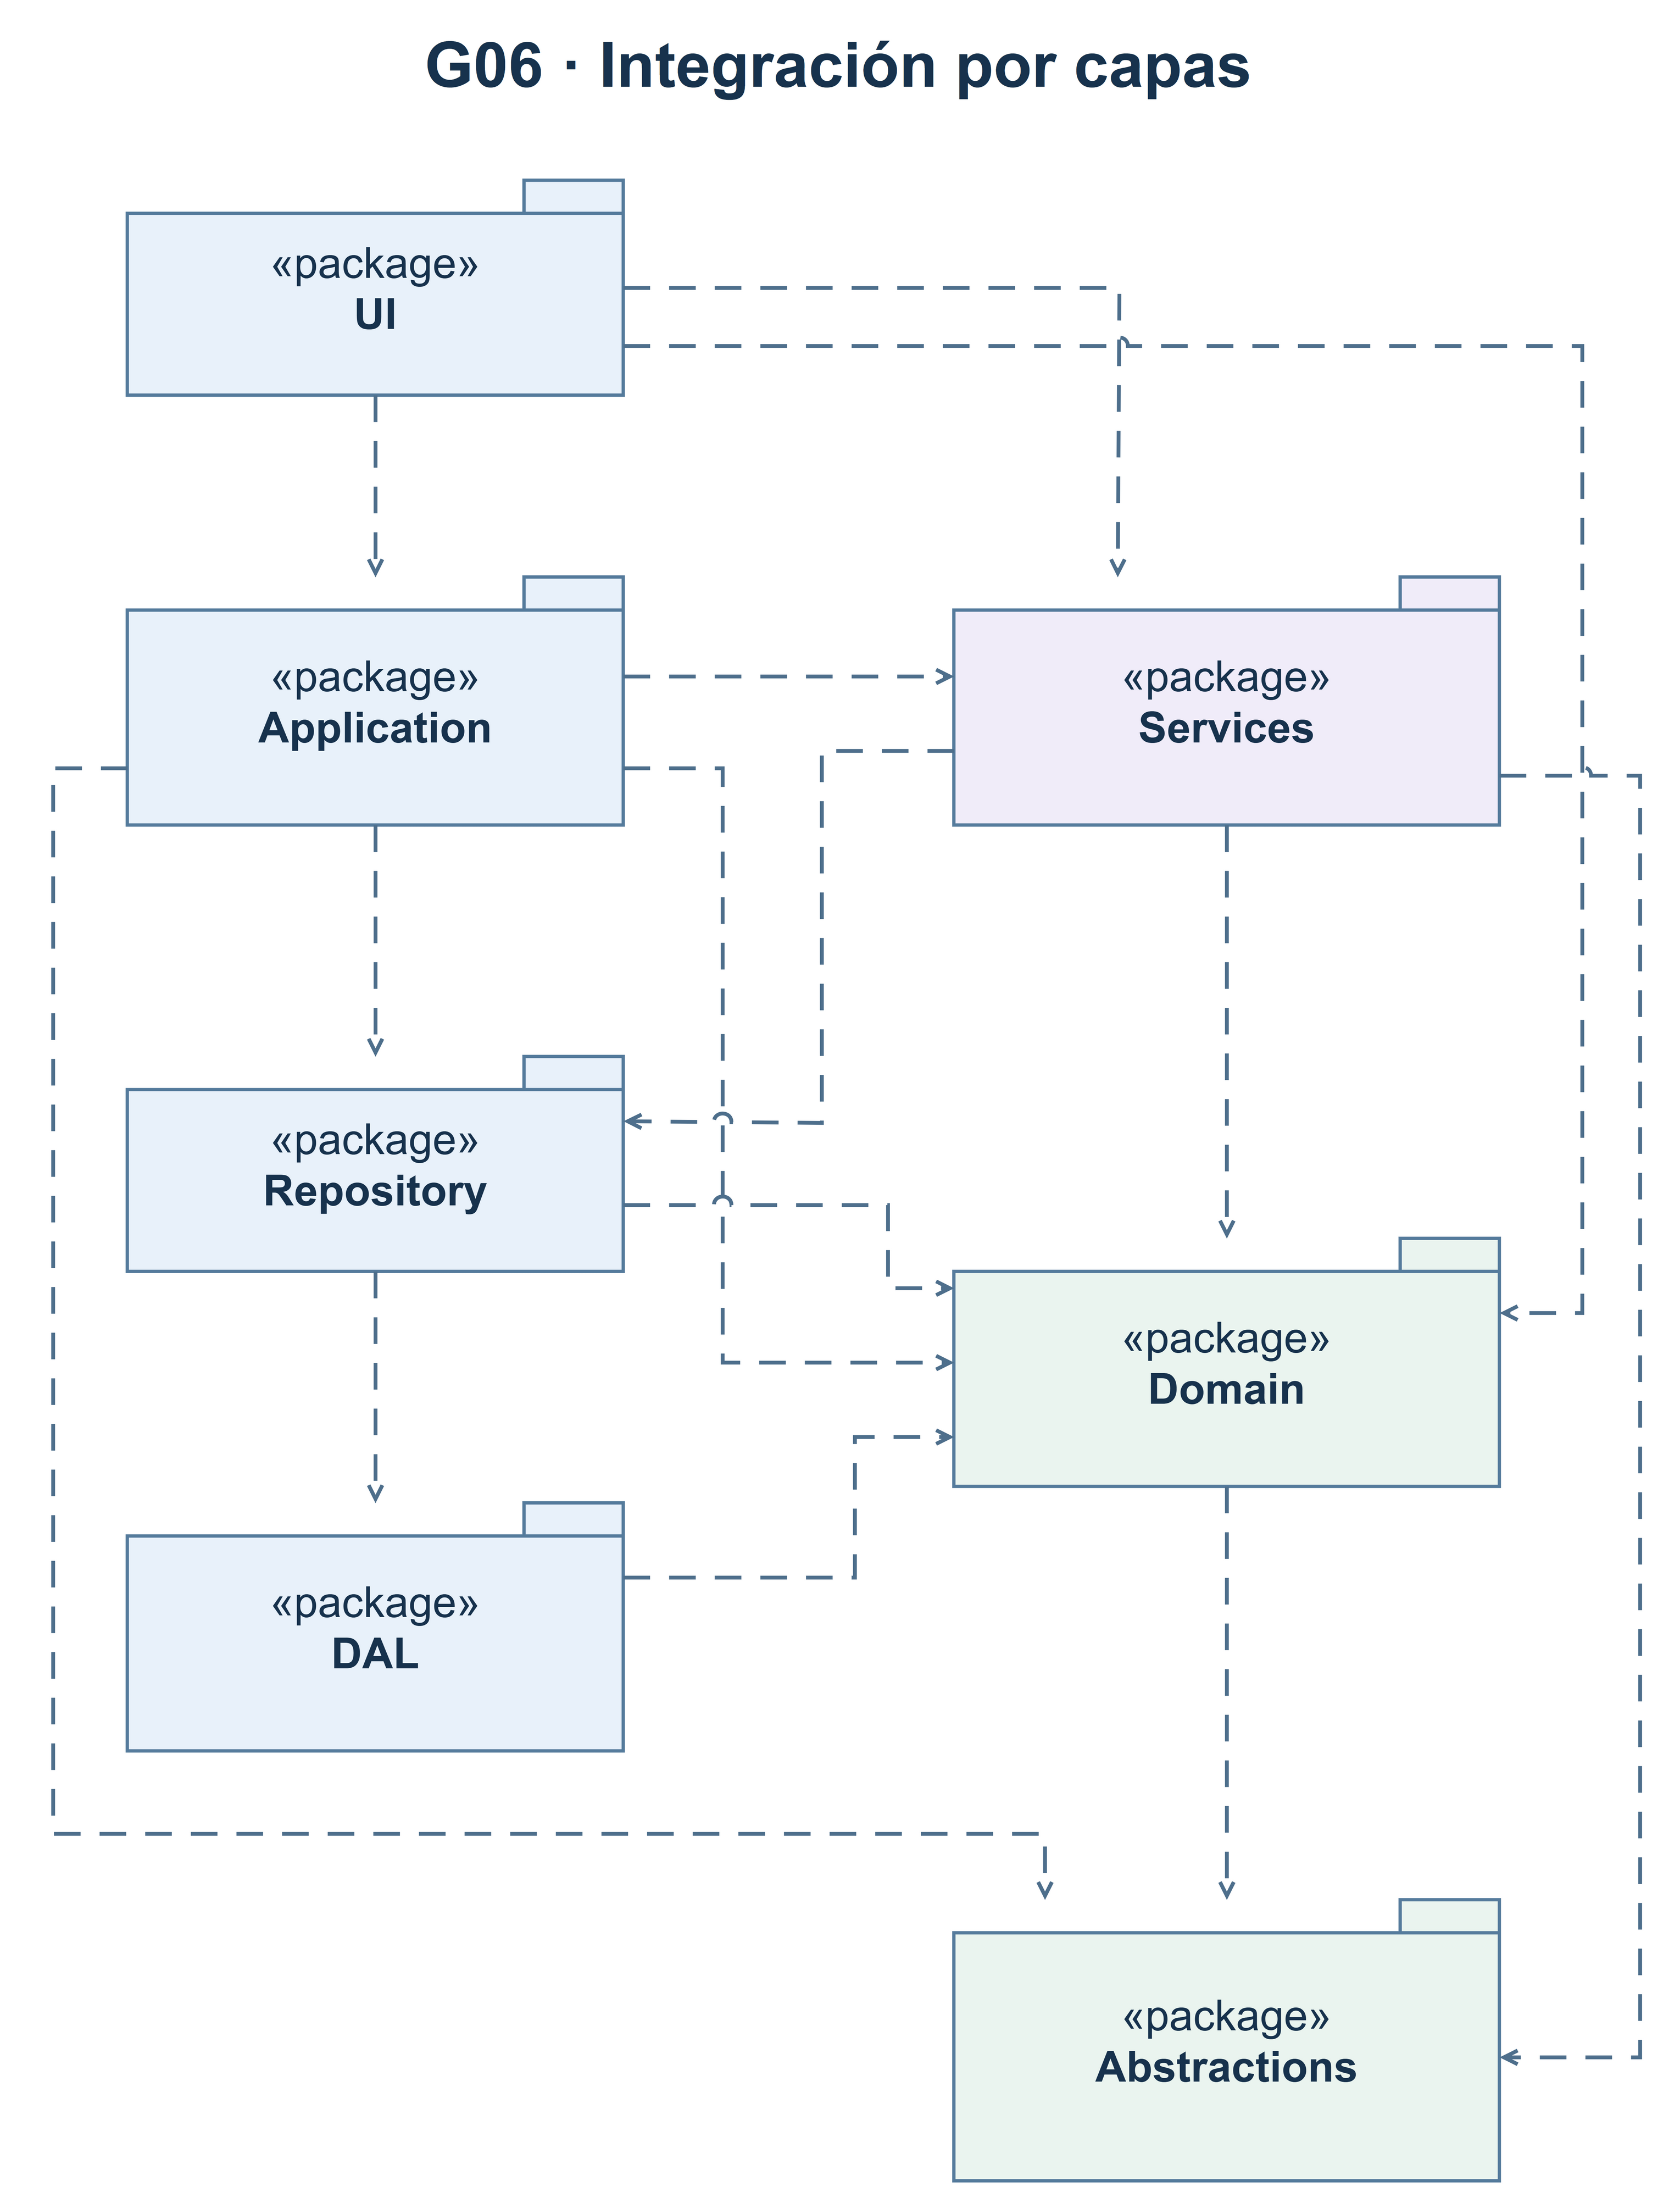 G06 · Integración por capas
«package»
UI
«package»
Application
«package»
Services
«package»
Repository
«package»
Domain
«package»
DAL
«package»
Abstractions